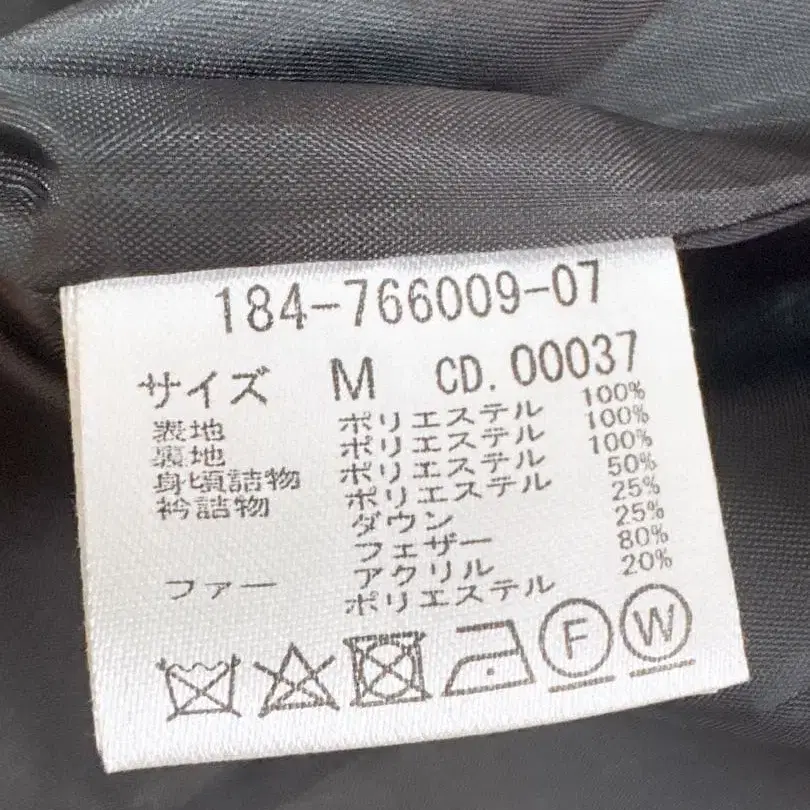 184-766009-07
サイズ M CD. 00037
表地 ポリエステル 100%
裏地 ポリエステル 100%
身頃詰物 ポリエステル 100%
衿詰物 ポリエステル 50%
ダウン 25%
フェザー 25%
ファー アクリル 80%
ポリエステル 20%
F W